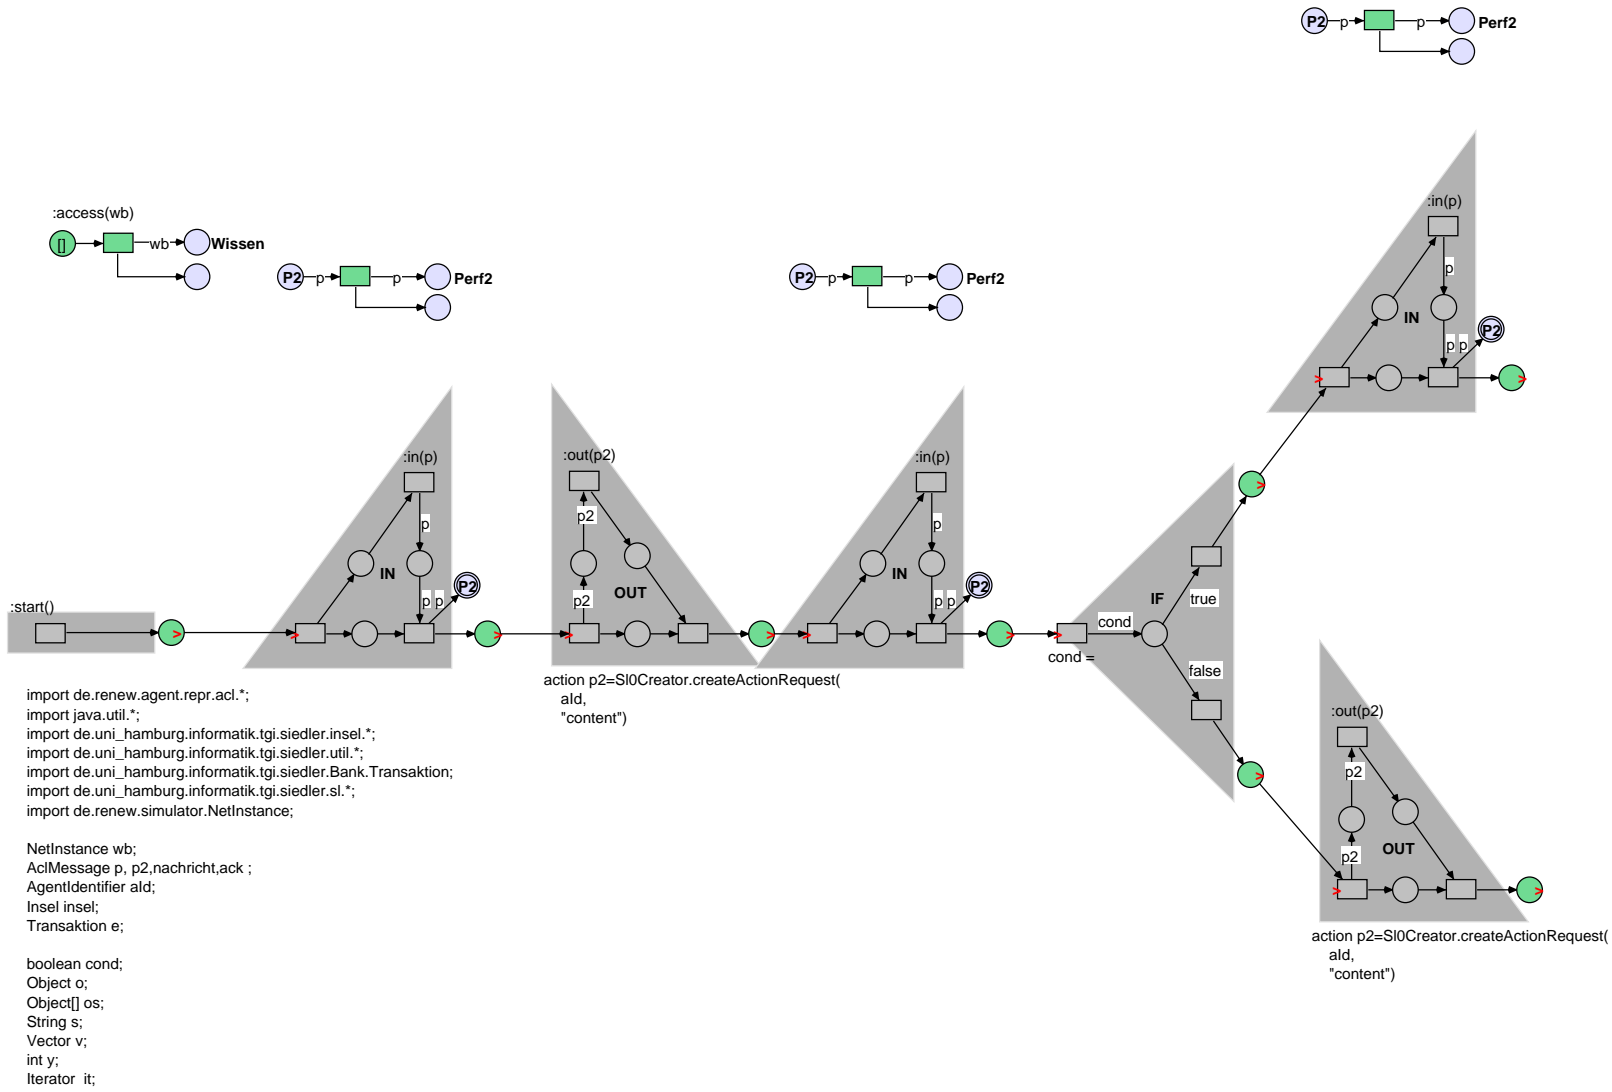 P2 p p Perf2
:access(wb)
[] wb Wissen
P2 p p Perf2
P2 p p Perf2
:in(p)
p
IN
p p P2
:in(p)
p
IN
p p P2
:out(p2)
p2
p2
OUT
action p2=Sl0Creator.createActionRequest(
aId,
"content")
:in(p)
p
IN
p p P2
:start()
cond =
cond
IF
true
false
:out(p2)
p2
p2
OUT
action p2=Sl0Creator.createActionRequest(
aId,
"content")
import de.renew.agent.repr.acl.*;
import java.util.*;
import de.uni_hamburg.informatik.tgi.siedler.insel.*;
import de.uni_hamburg.informatik.tgi.siedler.util.*;
import de.uni_hamburg.informatik.tgi.siedler.Bank.Transaktion;
import de.uni_hamburg.informatik.tgi.siedler.sl.*;
import de.renew.simulator.NetInstance;
NetInstance wb;
AclMessage p, p2,nachricht,ack ;
AgentIdentifier aId;
Insel insel;
Transaktion e;
boolean cond;
Object o;
Object[] os;
String s;
Vector v;
int y;
Iterator it;